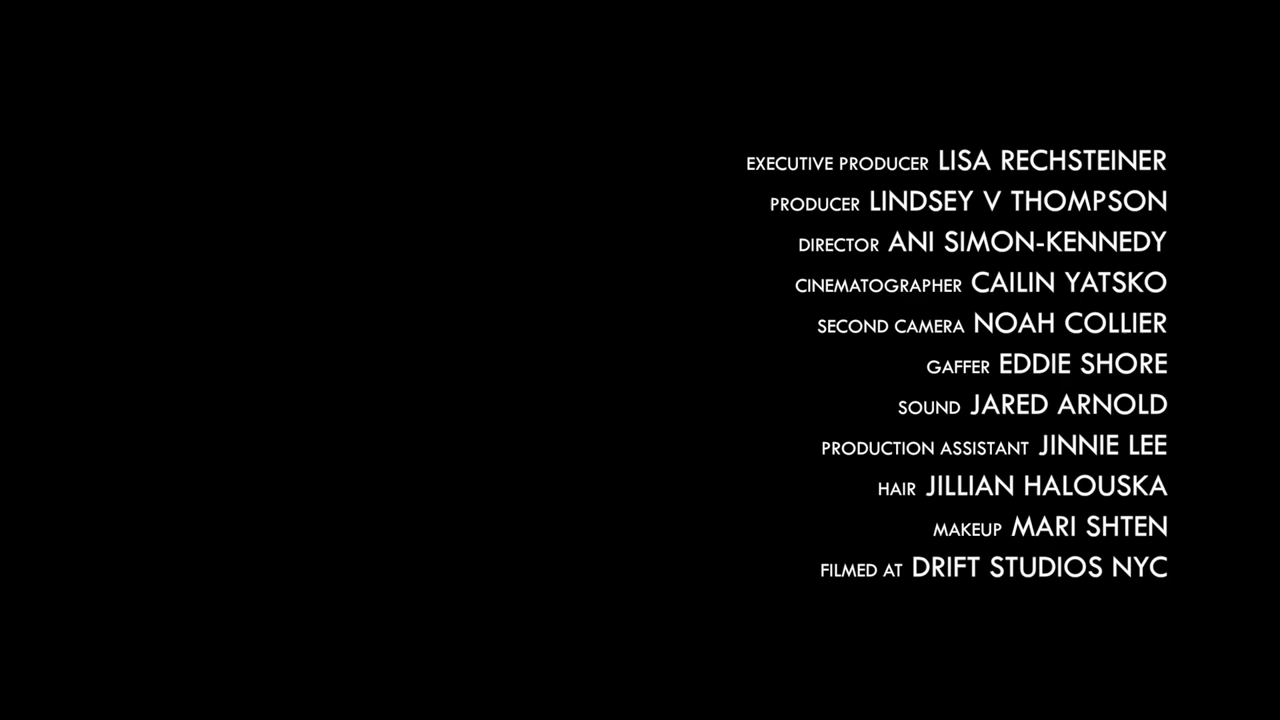 EXECUTIVE PRODUCER LISA RECHSTEINER
PRODUCER LINDSEY V THOMPSON
DIRECTOR ANI SIMON-KENNEDY
CINEMATOGRAPHER CAILIN YATSKO
SECOND CAMERA NOAH COLLIER
GAFFER EDDIE SHORE
SOUND JARED ARNOLD
PRODUCTION ASSISTANT JINNIE LEE
HAIR JILLIAN HALOUSKA
MAKEUP MARI SHTEN
FILMED AT DRIFT STUDIOS NYC